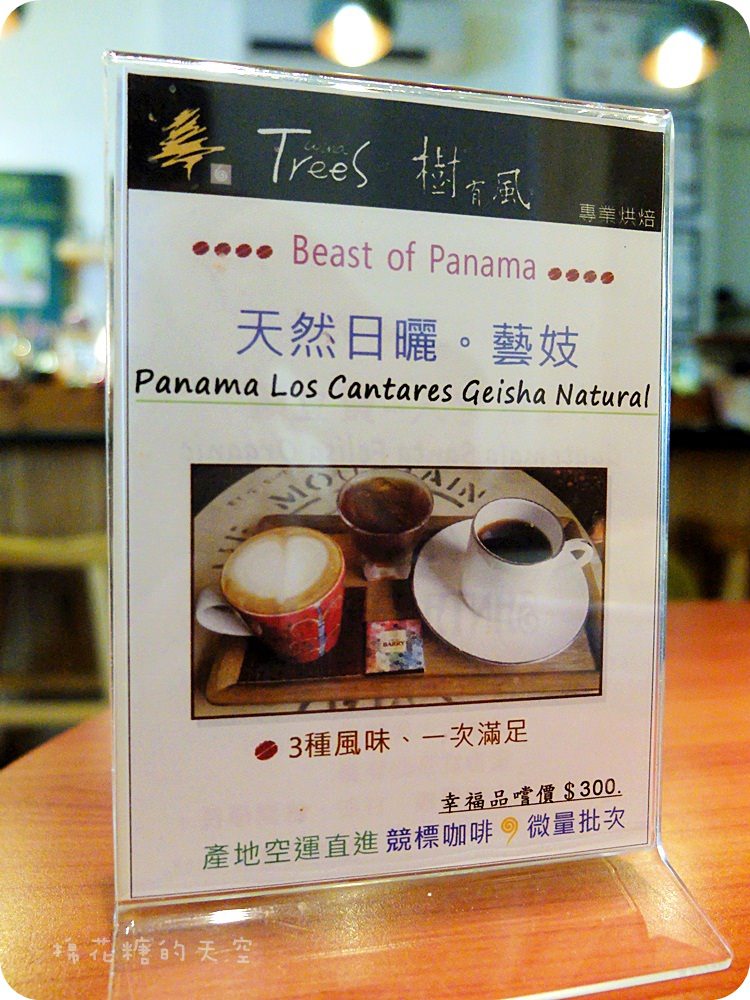 Trees 樹有風
專業烘焙
Beast of Panama
天然日曬。藝妓
Panama Los Cantares Geisha Natural
MOUNTAIN
BARRY
3種風味、一次滿足
幸福品嚐價$300.
產地空運直進 競標咖啡 微量批次
棉花糖的天空